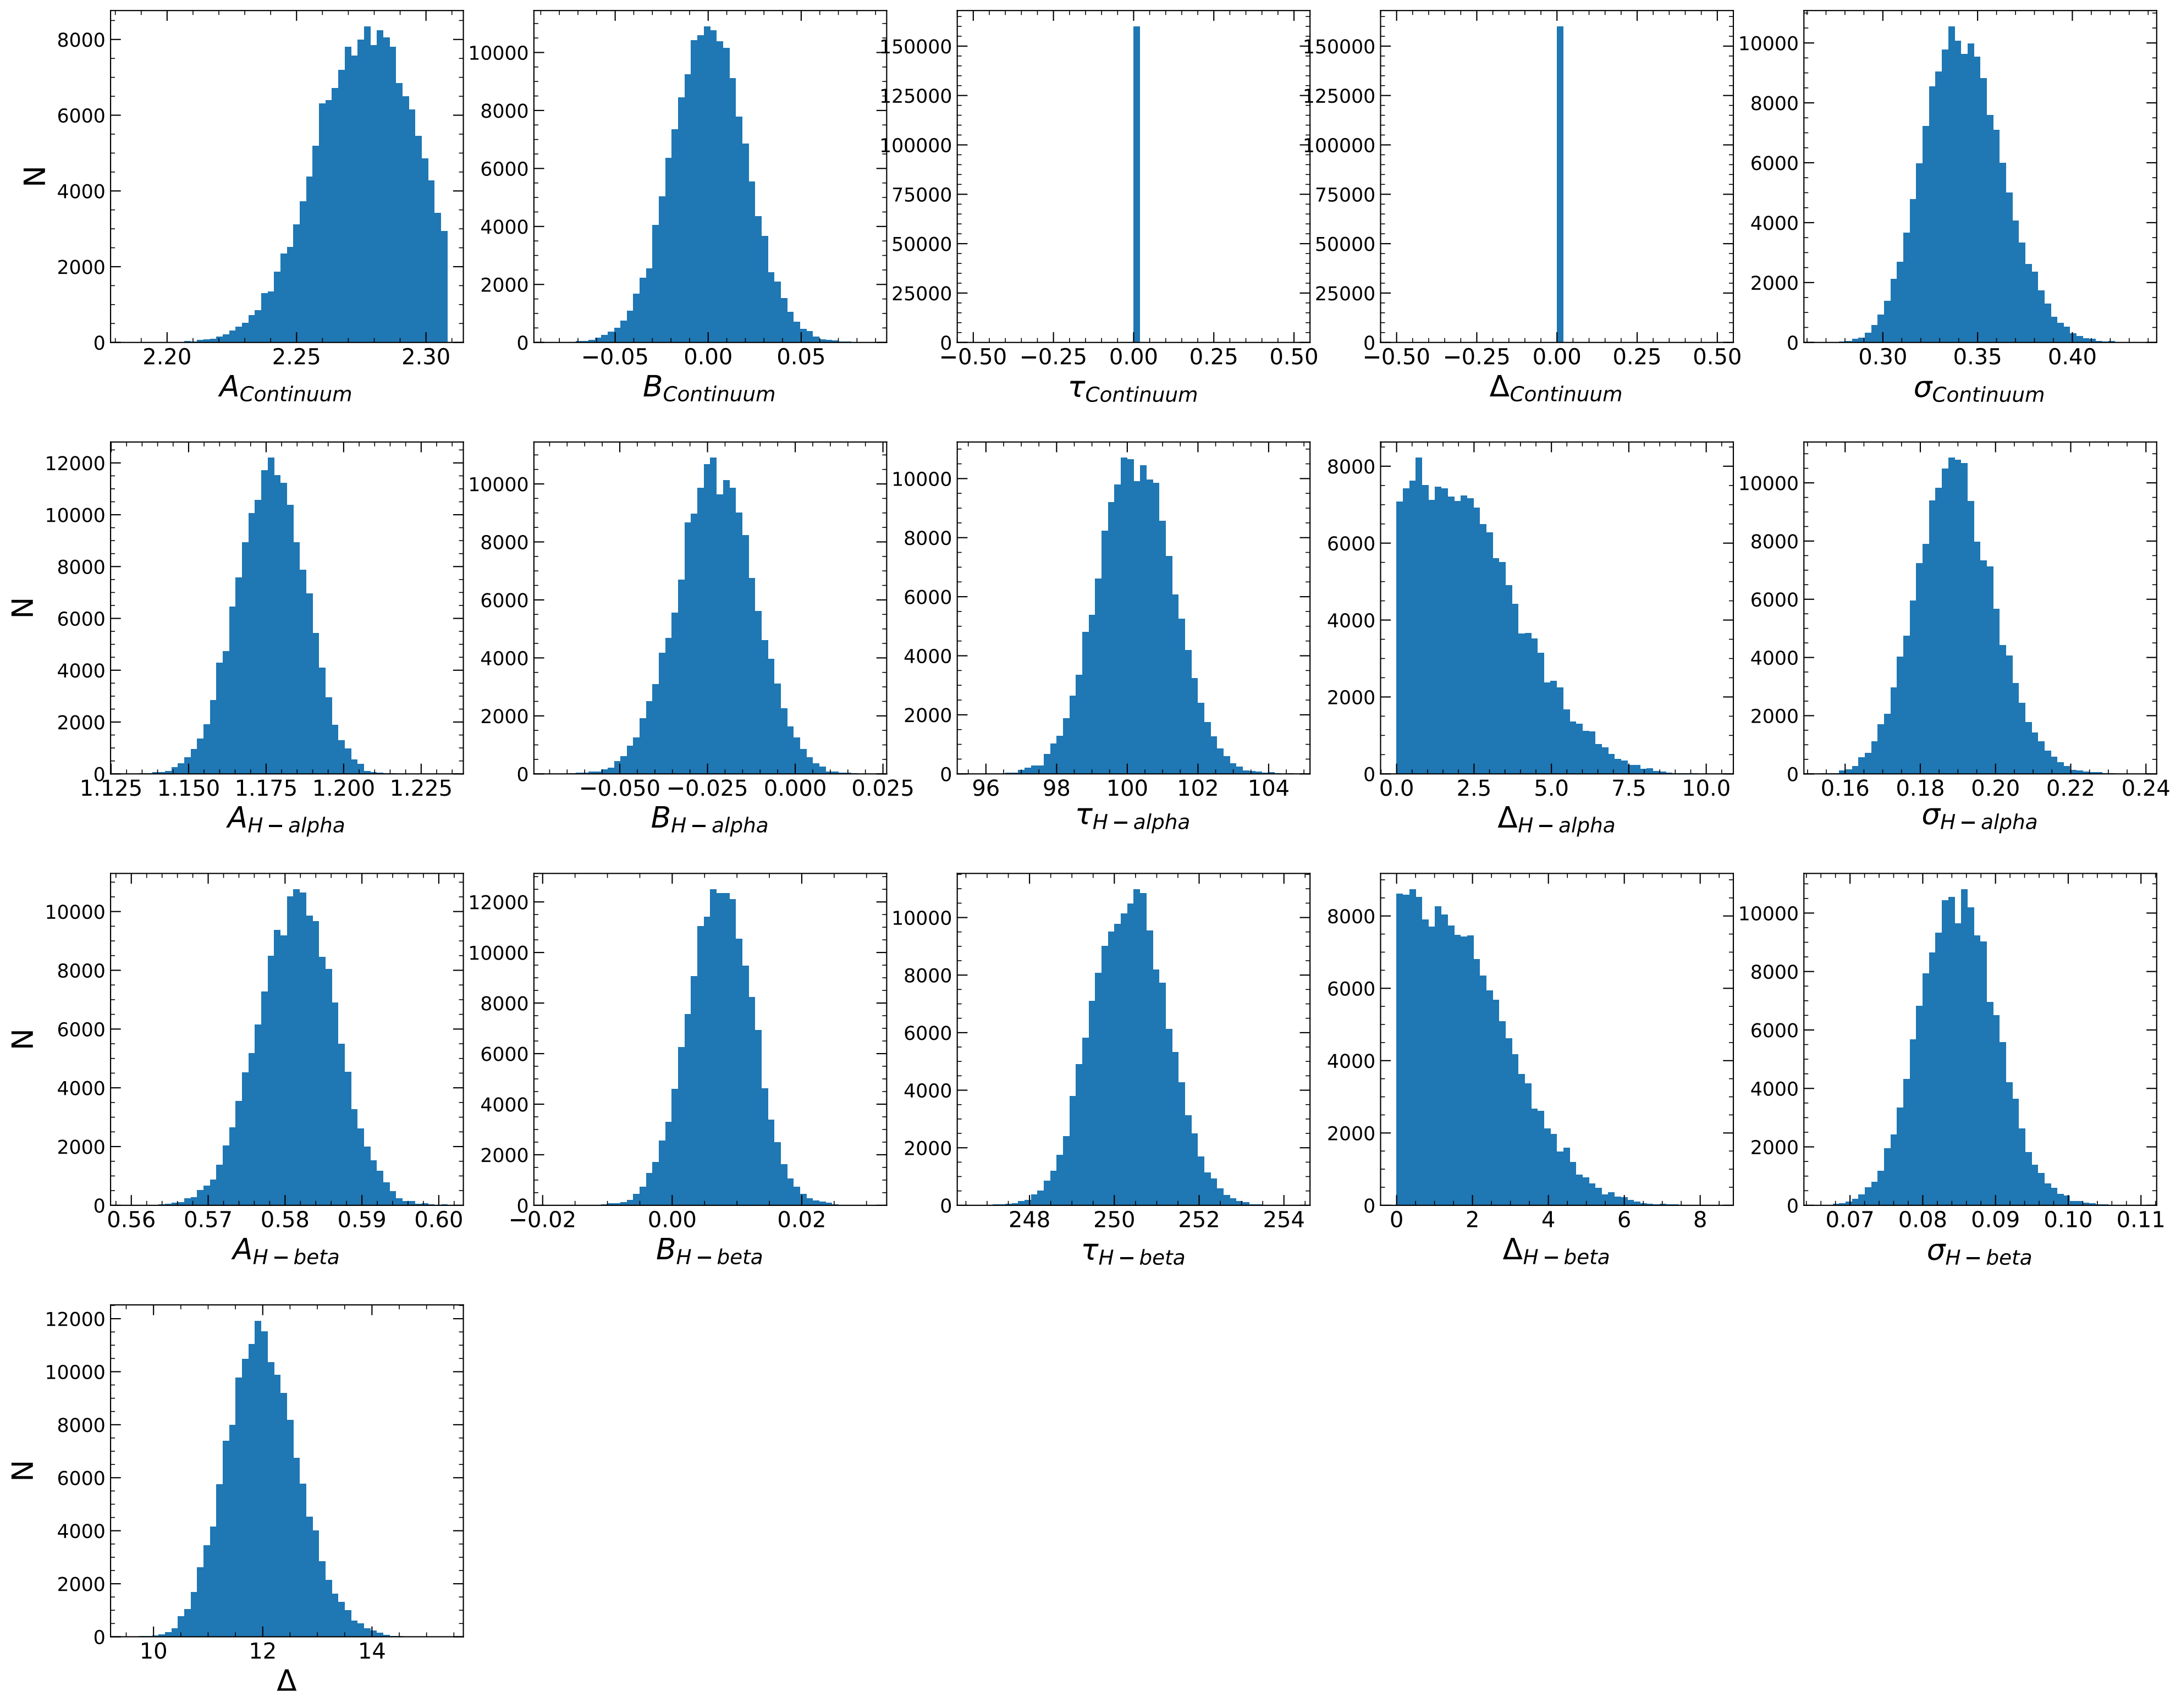 8000 6000 4000 2000 0
N
2.20 2.25 2.30
A_Continuum
10000 8000 6000 4000 2000 0
−0.05 0.00 0.05
B_Continuum
150000 125000 100000 75000 50000 25000 0
−0.50 −0.25 0.00 0.25 0.50
τ_Continuum
150000 125000 100000 75000 50000 25000 0
−0.50 −0.25 0.00 0.25 0.50
Δ_Continuum
10000 8000 6000 4000 2000 0
0.30 0.35 0.40
σ_Continuum
12000 10000 8000 6000 4000 2000 0
N
1.125 1.150 1.175 1.200 1.225
A_H−alpha
10000 8000 6000 4000 2000 0
−0.050 −0.025 0.000 0.025
B_H−alpha
10000 8000 6000 4000 2000 0
96 98 100 102 104
τ_H−alpha
8000 6000 4000 2000 0
0.0 2.5 5.0 7.5 10.0
Δ_H−alpha
10000 8000 6000 4000 2000 0
0.16 0.18 0.20 0.22 0.24
σ_H−alpha
10000 8000 6000 4000 2000 0
N
0.56 0.57 0.58 0.59 0.60
A_H−beta
12000 10000 8000 6000 4000 2000 0
−0.02 0.00 0.02
B_H−beta
10000 8000 6000 4000 2000 0
248 250 252 254
τ_H−beta
8000 6000 4000 2000 0
0 2 4 6 8
Δ_H−beta
10000 8000 6000 4000 2000 0
0.07 0.08 0.09 0.10 0.11
σ_H−beta
12000 10000 8000 6000 4000 2000 0
N
10 12 14
Δ